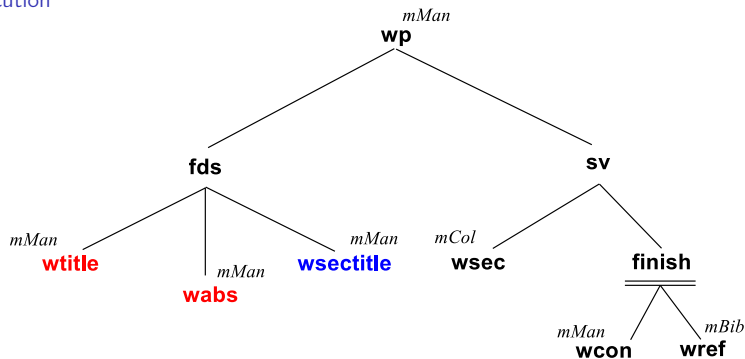 ution
mMan
wp
fds
sv
mMan
wtitle
mMan
wabs
mMan
wsectitle
mCol
wsec
finish
mMan
wcon
mBib
wref